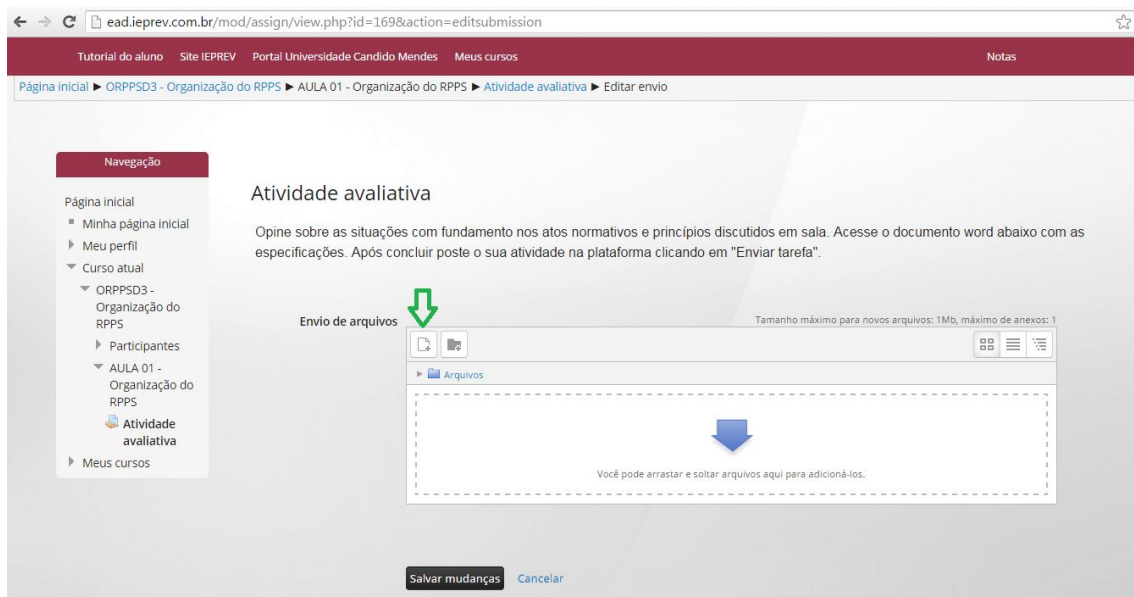 ead.ieprev.com.br/mod/assign/view.php?id=169&action=editsubmission
Tutorial do aluno Site IEPREV Portal Universidade Candido Mendes Meus cursos Notas
Página inicial ► ORPPSD3 - Organização do RPPS ► AULA 01 - Organização do RPPS ► Atividade avaliativa ► Editar envio
Navegação
Página inicial
Minha página inicial
Meu perfil
Curso atual
ORPPSD3 -
Organização do
RPPS
Participantes
AULA 01 -
Organização do
RPPS
Atividade
avaliativa
Meus cursos
Atividade avaliativa
Opine sobre as situações com fundamento nos atos normativos e princípios discutidos em sala. Acesse o documento word abaixo com as
especificações. Após concluir poste o sua atividade na plataforma clicando em "Enviar tarefa".
Envio de arquivos
Tamanho máximo para novos arquivos: 1Mb, máximo de anexos: 1
Arquivos
Você pode arrastar e soltar arquivos aqui para adicioná-los.
Salvar mudanças Cancelar